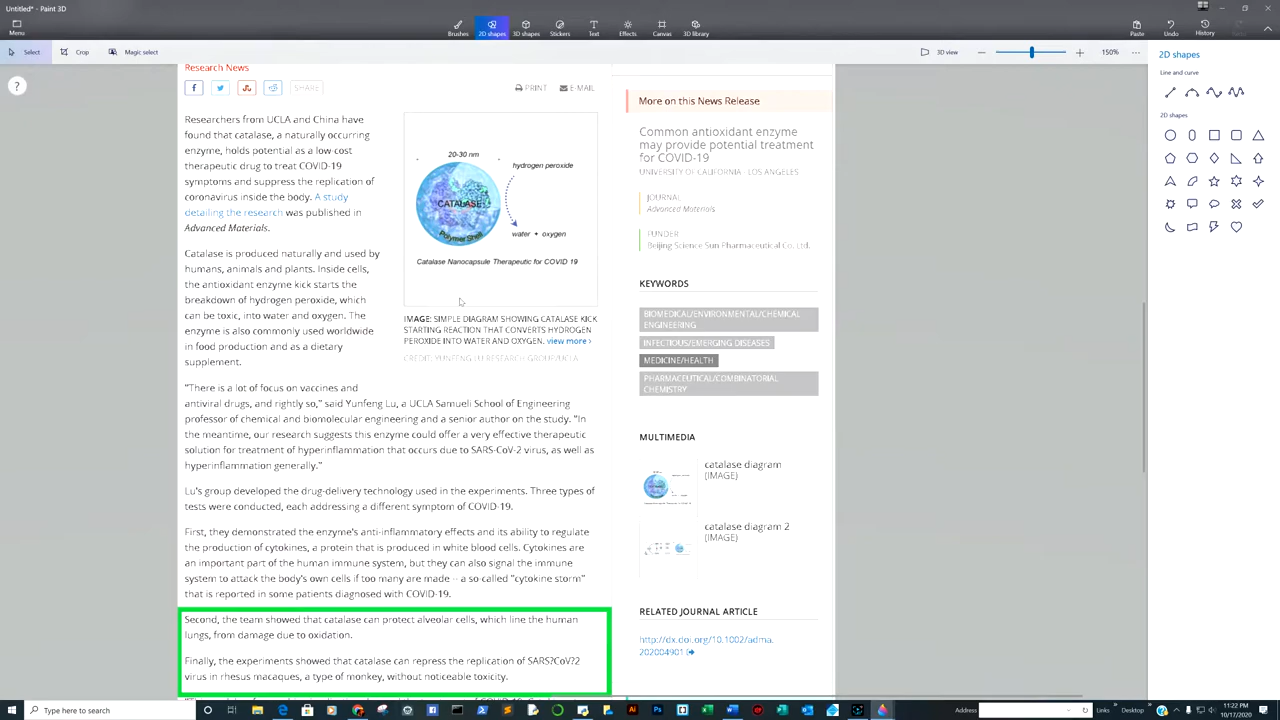 Untitled* - Paint 3D
Menu
Brushes
2D shapes
3D shapes
Stickers
Text
Effects
Canvas
3D library
Paste
Undo
History
Select
Crop
Magic select
3D view
150%
2D shapes
Line and curve
2D shapes
Research News
SHARE
PRINT
E-MAIL
Researchers from UCLA and China have
found that catalase, a naturally occurring
enzyme, holds potential as a low-cost
therapeutic drug to treat COVID-19
symptoms and suppress the replication of
coronavirus inside the body. A study
detailing the research was published in
Advanced Materials.
Catalase is produced naturally and used by
humans, animals and plants. Inside cells,
the antioxidant enzyme kick starts the
breakdown of hydrogen peroxide, which
can be toxic, into water and oxygen. The
enzyme is also commonly used worldwide
in food production and as a dietary
supplement.
20-30 nm
hydrogen peroxide
CATALASE
Polymer Shell
water + oxygen
Catalase Nanocapsule Therapeutic for COVID 19
IMAGE: SIMPLE DIAGRAM SHOWING CATALASE KICK
STARTING REACTION THAT CONVERTS HYDROGEN
PEROXIDE INTO WATER AND OXYGEN. view more >
CREDIT: YUNFENG LU RESEARCH GROUP/UCLA
"There is a lot of focus on vaccines and
antiviral drugs, and rightly so," said Yunfeng Lu, a UCLA Samueli School of Engineering
professor of chemical and biomolecular engineering and a senior author on the study. "In
the meantime, our research suggests this enzyme could offer a very effective therapeutic
solution for treatment of hyperinflammation that occurs due to SARS-CoV-2 virus, as well as
hyperinflammation generally."
Lu's group developed the drug-delivery technology used in the experiments. Three types of
tests were conducted, each addressing a different symptom of COVID-19.
First, they demonstrated the enzyme's anti-inflammatory effects and its ability to regulate
the production of cytokines, a protein that is produced in white blood cells. Cytokines are
an important part of the human immune system, but they can also signal the immune
system to attack the body's own cells if too many are made -- a so-called "cytokine storm"
that is reported in some patients diagnosed with COVID-19.
Second, the team showed that catalase can protect alveolar cells, which line the human
lungs, from damage due to oxidation.
Finally, the experiments showed that catalase can repress the replication of SARS?CoV?2
virus in rhesus macaques, a type of monkey, without noticeable toxicity.
More on this News Release
Common antioxidant enzyme
may provide potential treatment
for COVID-19
UNIVERSITY OF CALIFORNIA - LOS ANGELES
JOURNAL
Advanced Materials
FUNDER
Beijing Science Sun Pharmaceutical Co. Ltd.
KEYWORDS
BIOMEDICAL/ENVIRONMENTAL/CHEMICAL
ENGINEERING
INFECTIOUS/EMERGING DISEASES
MEDICINE/HEALTH
PHARMACEUTICAL/COMBINATORIAL
CHEMISTRY
MULTIMEDIA
catalase diagram
(IMAGE)
catalase diagram 2
(IMAGE)
RELATED JOURNAL ARTICLE
http://dx.doi.org/10.1002/adma.
202004901
Type here to search
Address
Links
Desktop
11:22 PM
10/17/2020